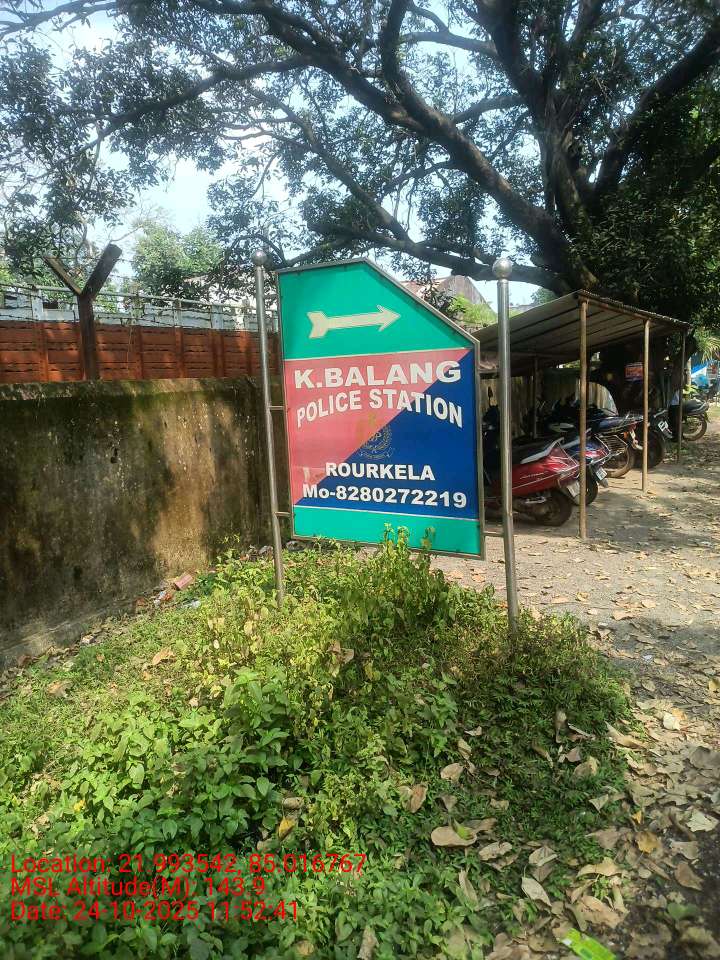 K.BALANG
POLICE STATION
ROURKELA
Mo-8280272219
Location: 21.993542, 85.016767
MSL Altitude(M): 143.9
Date: 24-10-2025 11:52:41